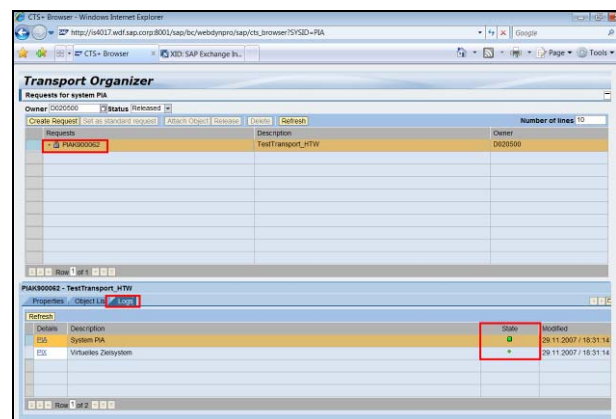 CTS+ Browser - Windows Internet Explorer
http://is4017.wdf.sap.corp:8001/sap/bc/webdynpro/sap/cts_browser?SYSID=PIA
Google
CTS+ Browser
XID: SAP Exchange In...
Page
Tools
Transport Organizer
Requests for system PIA
Owner D020500 Status Released
Create Request Set as standard request Attach Object Release Delete Refresh Number of lines 10
Requests Description Owner
PIAK900062 TestTransport_HTW D020500
Row 1 of 1
PIAK900062 - TestTransport_HTW
Properties Object List Logs
Refresh
Details Description State Modified
PIA System PIA 29.11.2007 / 18:31:14
PIX Virtuelles Zielsystem 29.11.2007 / 18:31:14
Row 1 of 2